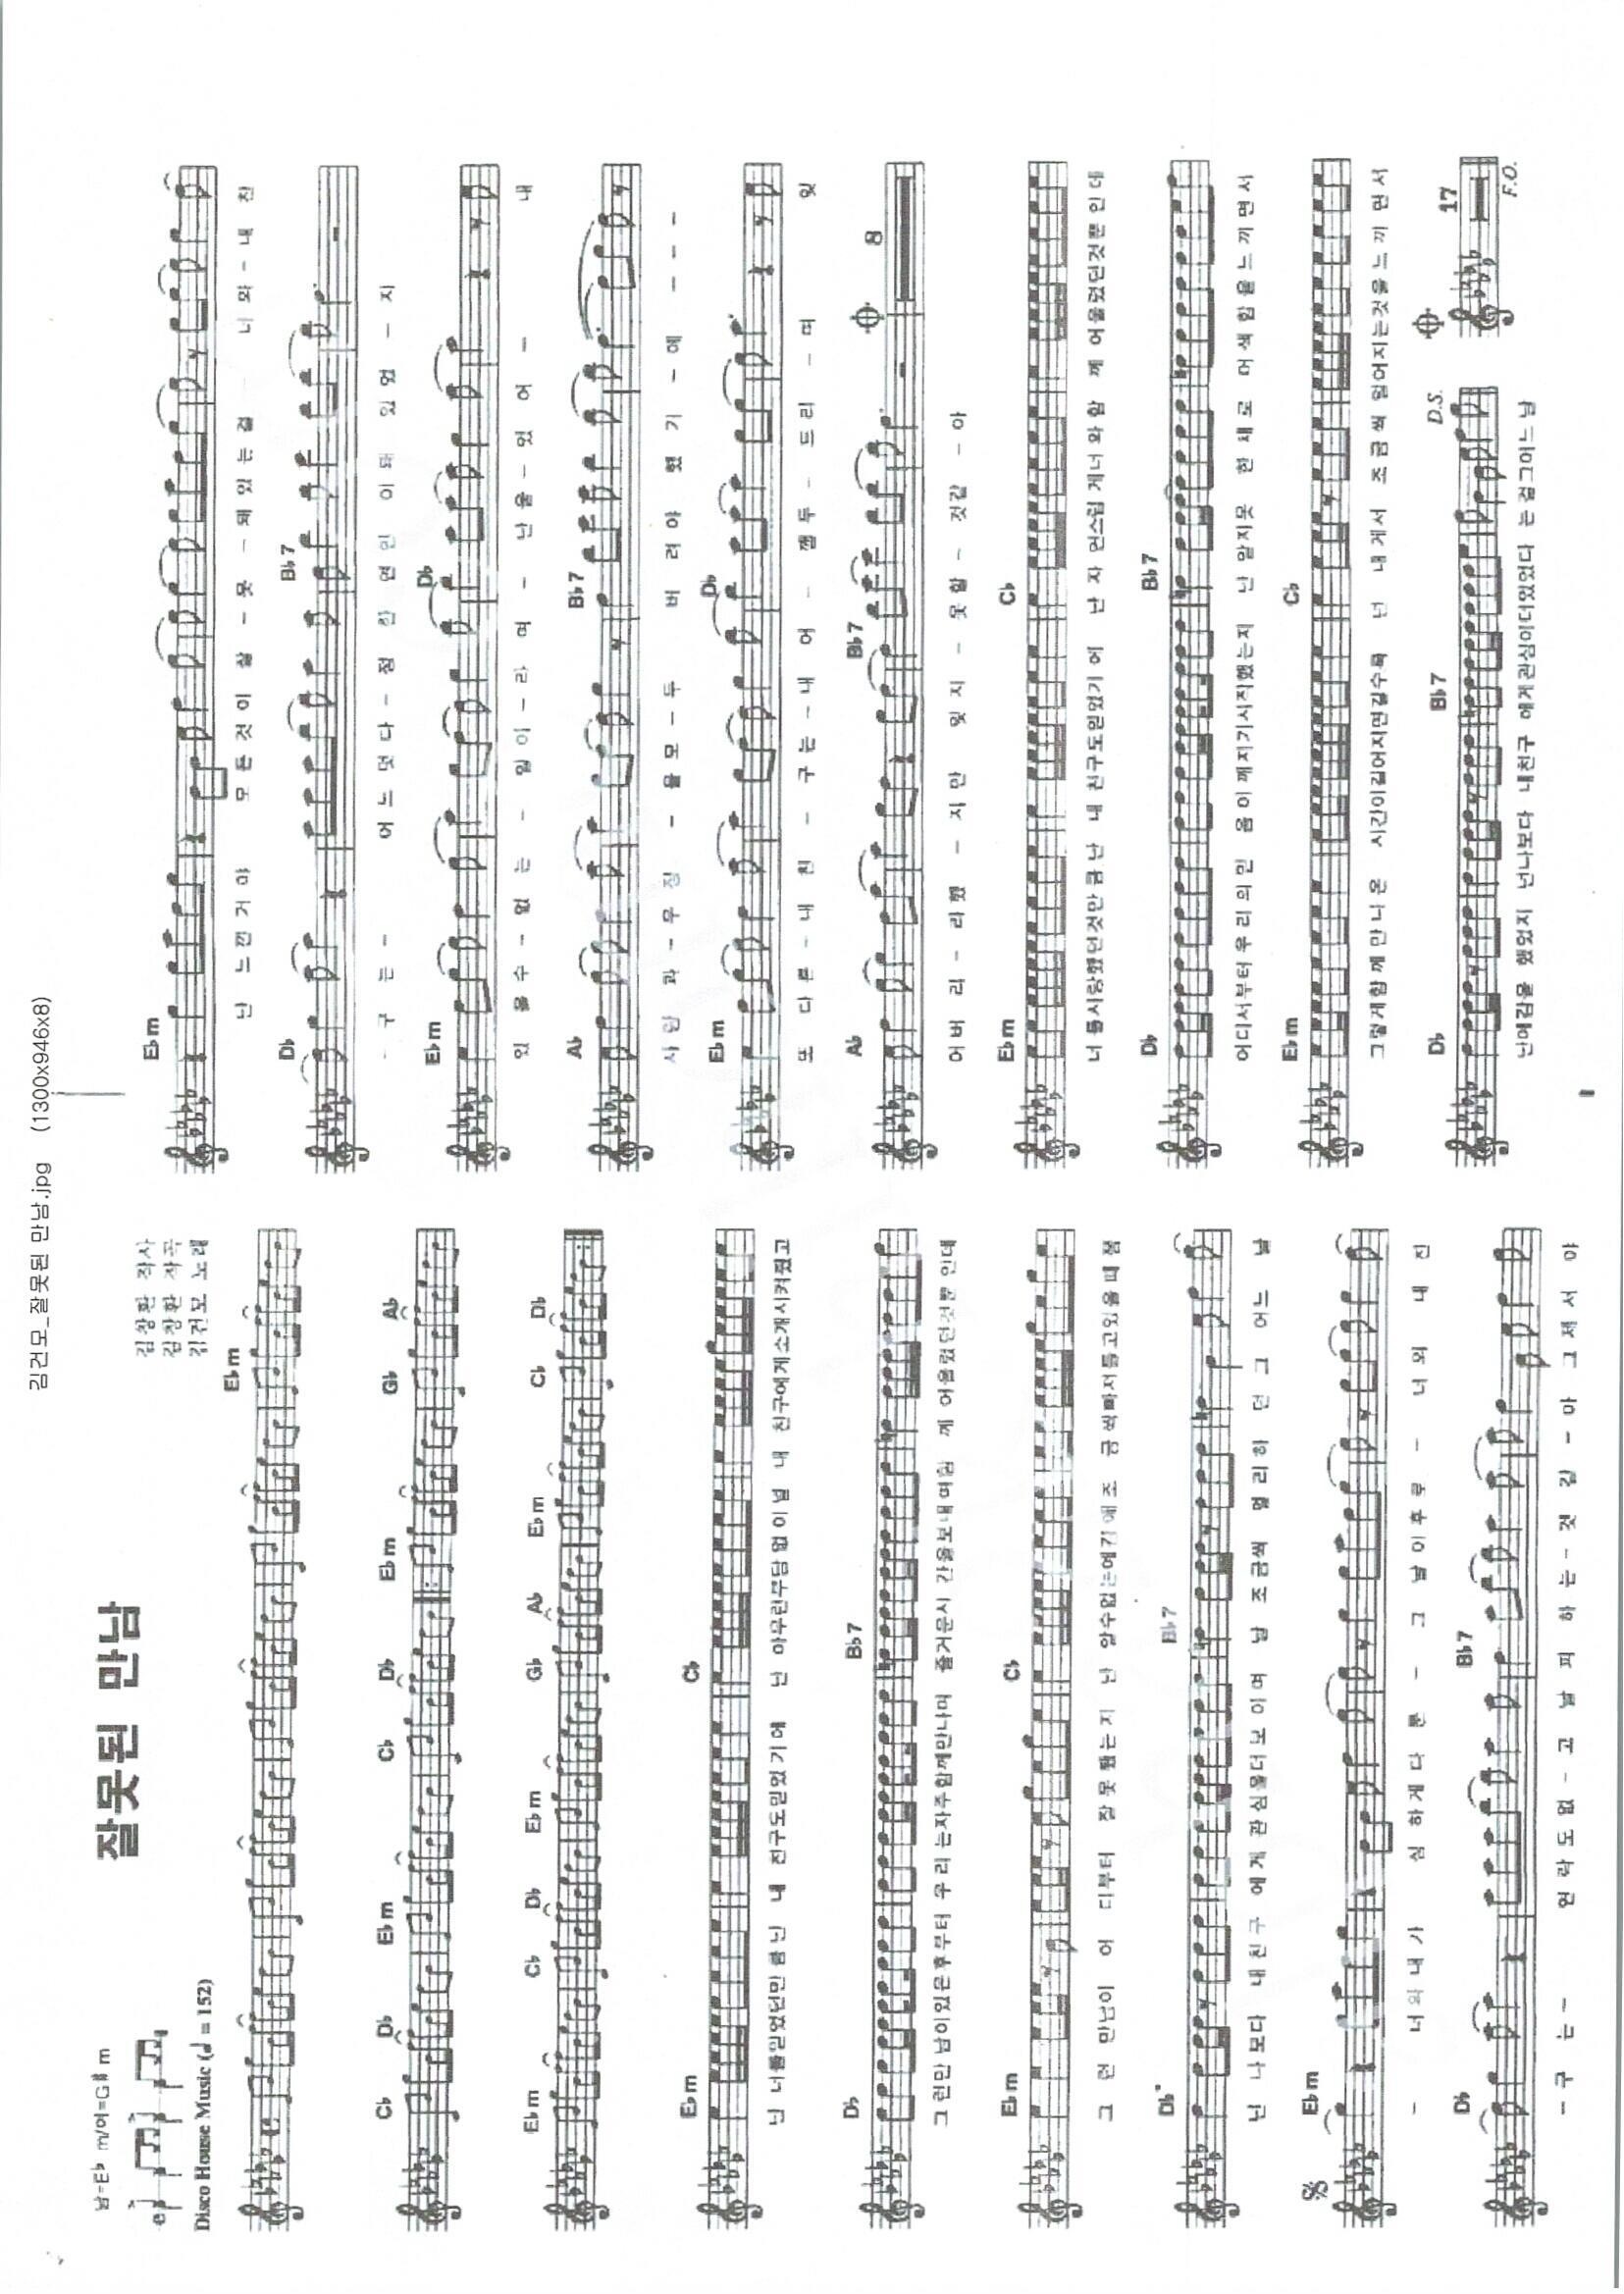 김건모_잘못된 만남.jpg (1300x946x8)
남=E♭ m/여=G♯ m
잘못된 만남
김창환 작사
김창환 작곡
김건모 노래
Disco House Music (♩ = 152)
E♭m
C♭ D♭ E♭m C♭ D♭ E♭m G♭ A♭
E♭m C♭ D♭ E♭m G♭ A♭ E♭m C♭ D♭
E♭m C♭
난 너를믿었던만큼난 내 친구도믿었기에 난 아무런부담없이널 내 친구에게소개시켜줬고
D♭ B♭7
그런만남이있은후부터 우리는자주함께만나며 즐거운시간을보내며함께 어울렸던것뿐인데
E♭m C♭
그런 만남이 어디부터 잘못됐는지 난 알수없는예감에조금씩빠져들고있을때쯤
D♭ B♭7
넌 나보다 내친구에게관심을더보이며 날 조금씩 멀리하던그 어느 날
E♭m
- 너와내가 심하게다툰 - 그날이후로 - 너와 내친
D♭ B♭7
-구 는- 연락도없-고 날피하는-것 같-아그제서야
E♭m
난 느낀거야 모든것이 잘-못-돼있는걸 너와-내친
D♭ B♭7
-구 는- 어느덧다-정한 연인이돼 있었-지
E♭m D♭
있을수-없는 - 일이-라며 - 난울-었어- 내
A♭ B♭7
사랑과-우정 -을모-두 버려야했기-에 - - -
E♭m D♭
또 다른-내친 - 구는-내어 - 깰두-드리 -며 잊
A♭ B♭7 8
어버리-라했 -지만 잊지 -못할- 것같 -아
E♭m C♭
너를사랑했던것만큼난 내 친구도믿었기에 난 자연스럽게너와함께 어울렸던것뿐인데
D♭ B♭7
어디서부터우리의믿음이깨지기시작했는지 난알지못한채로어색함을느끼면서
E♭m C♭
그렇게함께만나온 시간이길어지면길수록 넌 내게서 조금씩 멀어지는것을느끼면서
D♭ B♭7 D.S. 17
난예감을 했었지 넌나보다 내친구에게관심이더있었다는걸그어느날
F.O.